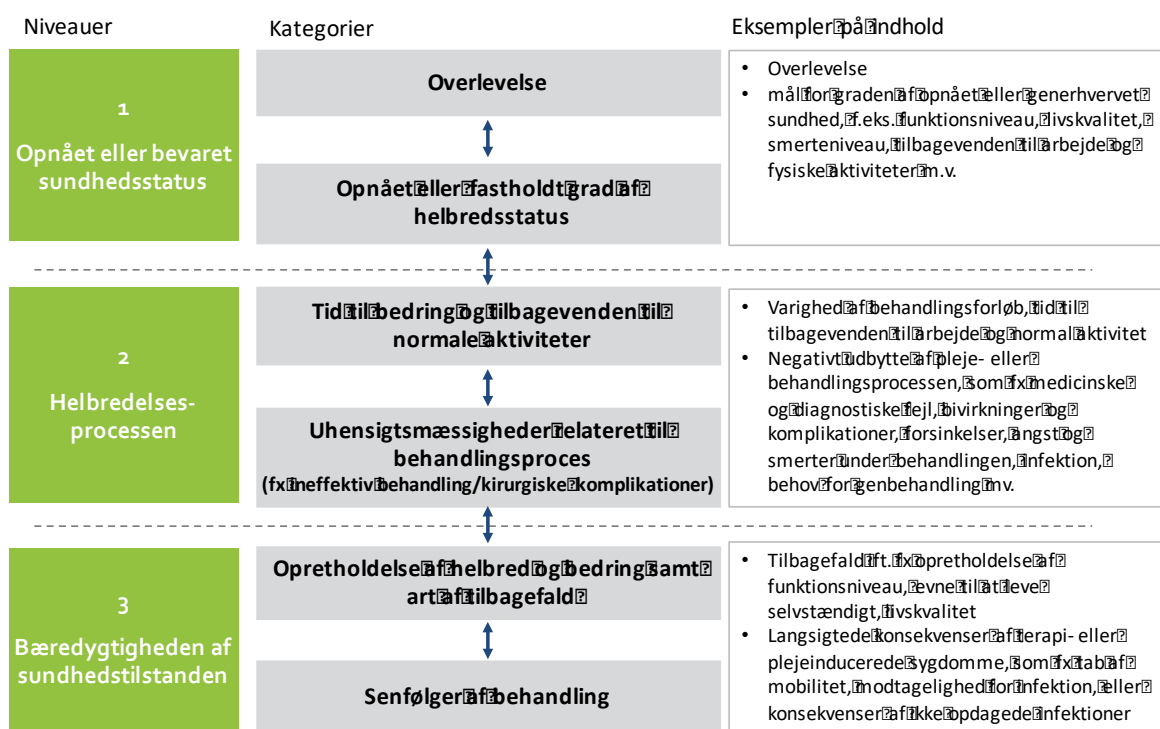 Niveauer
Kategorier
Eksempler på indhold
1
Opnået eller bevaret
sundhedsstatus
Overlevelse
Opnået eller fastholdt grad af
helbredsstatus
• Overlevelse
• mål for graden af opnået eller generhvervet
sundhed, f.eks. funktionsniveau, livskvalitet,
smerteniveau, tilbagevenden til arbejde og
fysiske aktiviteter m.v.
2
Helbredelses-
processen
Tid til bedring og tilbagevenden til
normale aktiviteter
Uhensigtsmæssigheder relateret til
behandlingsproces
(fx ineffektiv behandling/kirurgiske komplikationer)
• Varighed af behandlingsforløb, tid til
tilbagevenden til arbejde og normal aktivitet
• Negativt udbytte af pleje- eller
behandlingsprocessen, som fx medicinske
og diagnostiske fejl, bivirkninger og
komplikationer, forsinkelser, angst og
smerter under behandlingen, infektion,
behov for genbehandling mv.
3
Bæredygtigheden af
sundhedstilstanden
Opretholdelse af helbred og bedring samt
art af tilbagefald
Senfølger af behandling
• Tilbagefald ift. fx opretholdelse af
funktionsniveau, evne til at leve
selvstændigt, livskvalitet
• Langsigtede konsekvenser af terapi- eller
plejeinducerede sygdomme, som fx tab af
mobilitet, modtagelighed for infektion, eller
konsekvenser af ikke opdagede infektioner